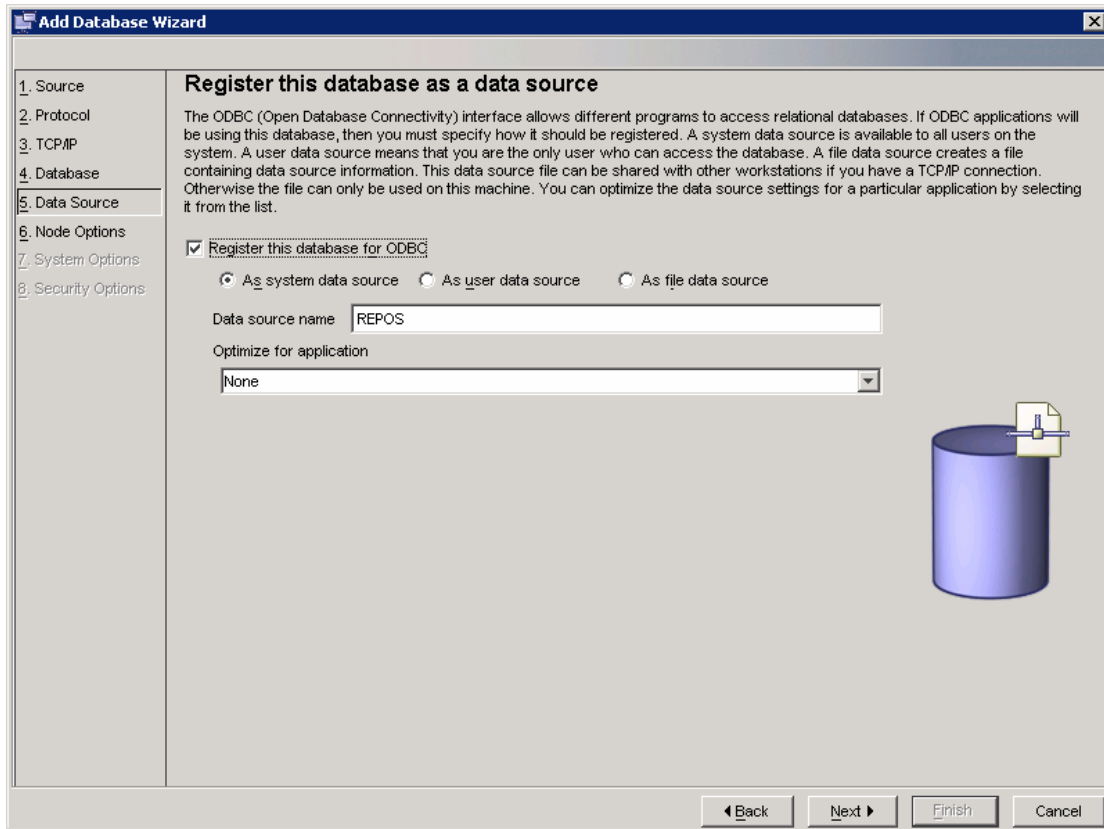 Add Database Wizard
1. Source
2. Protocol
3. TCP/IP
4. Database
5. Data Source
6. Node Options
7. System Options
8. Security Options
Register this database as a data source
The ODBC (Open Database Connectivity) interface allows different programs to access relational databases. If ODBC applications will
be using this database, then you must specify how it should be registered. A system data source is available to all users on the
system. A user data source means that you are the only user who can access the database. A file data source creates a file
containing data source information. This data source file can be shared with other workstations if you have a TCP/IP connection.
Otherwise the file can only be used on this machine. You can optimize the data source settings for a particular application by selecting
it from the list.
Register this database for ODBC
As system data source As user data source As file data source
Data source name REPOS
Optimize for application
None
Back Next Finish Cancel